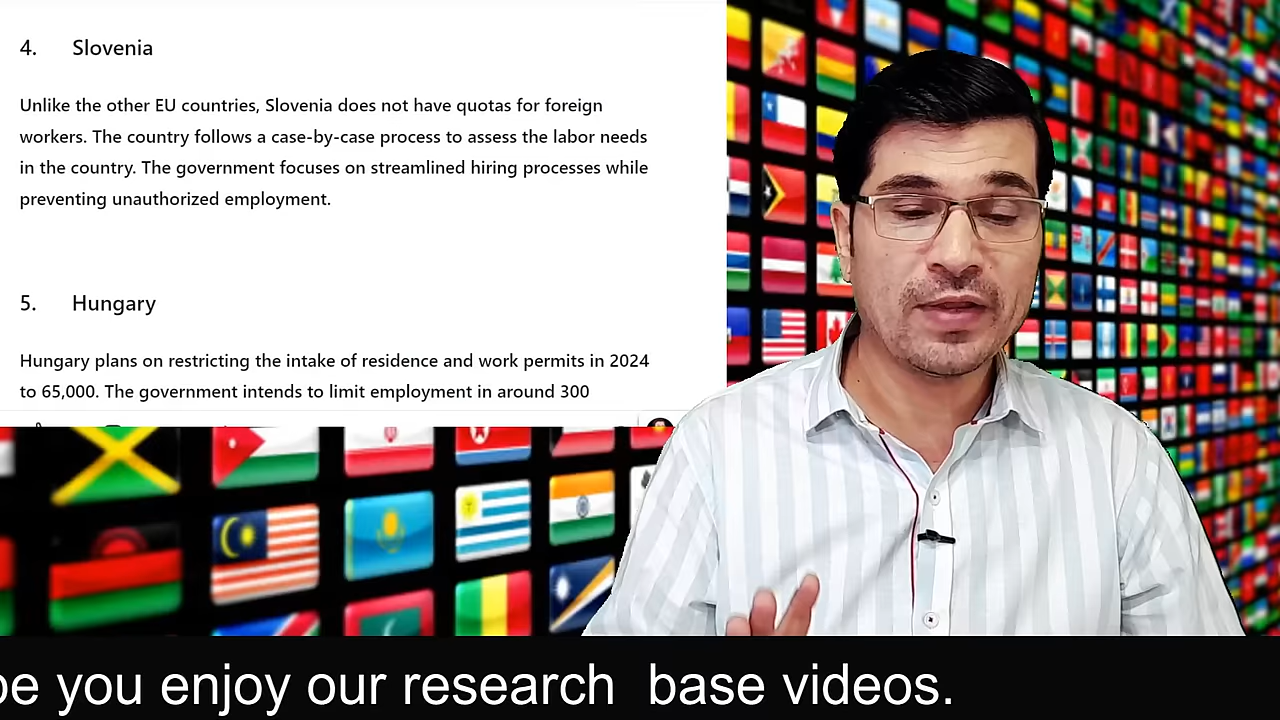 4. Slovenia
Unlike the other EU countries, Slovenia does not have quotas for foreign
workers. The country follows a case-by-case process to assess the labor needs
in the country. The government focuses on streamlined hiring processes while
preventing unauthorized employment.
5. Hungary
Hungary plans on restricting the intake of residence and work permits in 2024
to 65,000. The government intends to limit employment in around 300
you enjoy our research base videos.